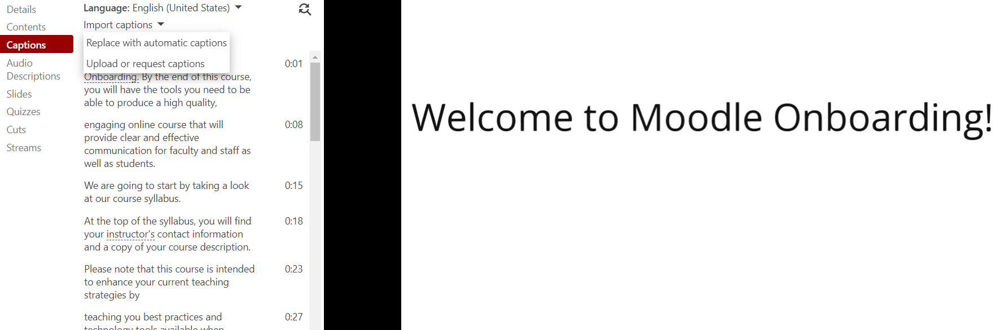 Details
Contents
Captions
Audio
Descriptions
Slides
Quizzes
Cuts
Streams
Language: English (United States)
Import captions
Replace with automatic captions
Upload or request captions
0:01
Onboarding. By the end of this course,
you will have the tools you need to be
able to produce a high quality,
engaging online course that will 0:08
provide clear and effective
communication for faculty and staff as
well as students.
We are going to start by taking a look 0:15
at our course syllabus.
At the top of the syllabus, you will find 0:18
your instructor's contact information
and a copy of your course description.
Please note that this course is intended 0:23
to enhance your current teaching
strategies by
teaching you best practices and 0:27
technology tools available when
Welcome to Moodle Onboarding!